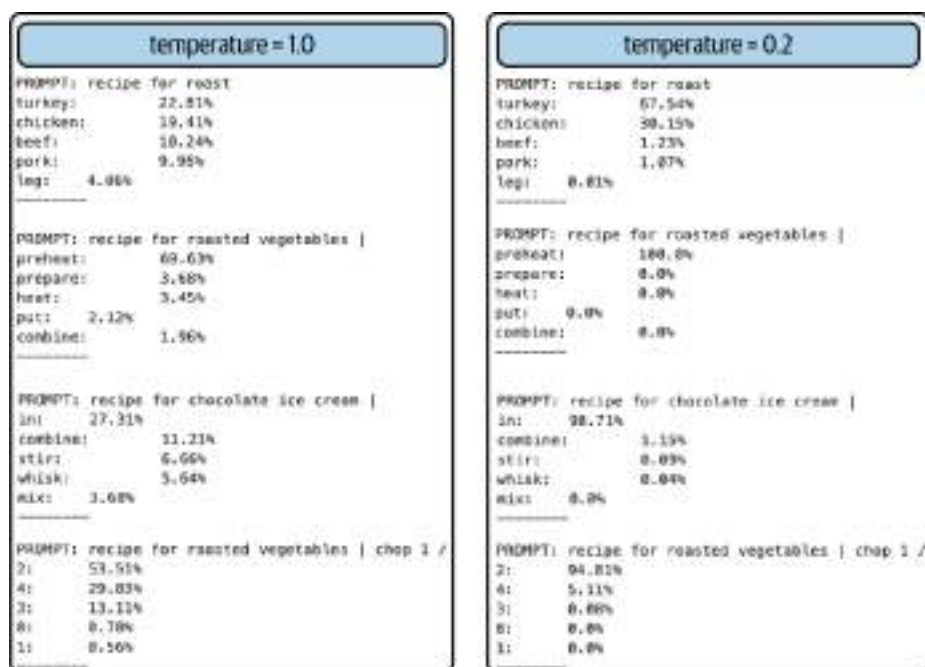 temperature = 1.0
PROMPT: recipe for roast
turkey: 22.81%
chicken: 19.41%
beef: 10.24%
pork: 9.96%
leg: 4.06%
--------
PROMPT: recipe for roasted vegetables |
preheat: 69.63%
prepare: 3.68%
heat: 3.45%
put: 2.12%
combine: 1.96%
--------
PROMPT: recipe for chocolate ice cream |
in: 27.31%
combine: 11.21%
stir: 6.66%
whisk: 5.64%
mix: 3.68%
--------
PROMPT: recipe for roasted vegetables | chop 1 /
2: 53.51%
4: 29.83%
3: 13.11%
8: 0.78%
1: 0.56%
--------
temperature = 0.2
PROMPT: recipe for roast
turkey: 67.54%
chicken: 30.15%
beef: 1.23%
pork: 1.07%
leg: 0.01%
--------
PROMPT: recipe for roasted vegetables |
preheat: 100.0%
prepare: 0.0%
heat: 0.0%
put: 0.0%
combine: 0.0%
--------
PROMPT: recipe for chocolate ice cream |
in: 98.71%
combine: 1.15%
stir: 0.09%
whisk: 0.04%
mix: 0.0%
--------
PROMPT: recipe for roasted vegetables | chop 1 /
2: 94.81%
4: 5.11%
3: 0.08%
8: 0.0%
1: 0.0%
--------